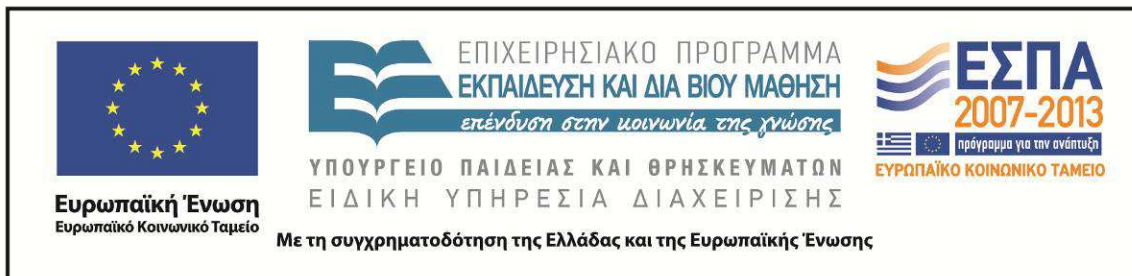 Ευρωπαϊκή Ένωση
Ευρωπαϊκό Κοινωνικό Ταμείο
ΕΠΙΧΕΙΡΗΣΙΑΚΟ ΠΡΟΓΡΑΜΜΑ
ΕΚΠΑΙΔΕΥΣΗ ΚΑΙ ΔΙΑ ΒΙΟΥ ΜΑΘΗΣΗ
επένδυση στην κοινωνία της γνώσης
ΥΠΟΥΡΓΕΙΟ ΠΑΙΔΕΙΑΣ ΚΑΙ ΘΡΗΣΚΕΥΜΑΤΩΝ
ΕΙΔΙΚΗ ΥΠΗΡΕΣΙΑ ΔΙΑΧΕΙΡΙΣΗΣ
ΕΣΠΑ
2007-2013
πρόγραμμα για την ανάπτυξη
ΕΥΡΩΠΑΪΚΟ ΚΟΙΝΩΝΙΚΟ ΤΑΜΕΙΟ
Με τη συγχρηματοδότηση της Ελλάδας και της Ευρωπαϊκής Ένωσης